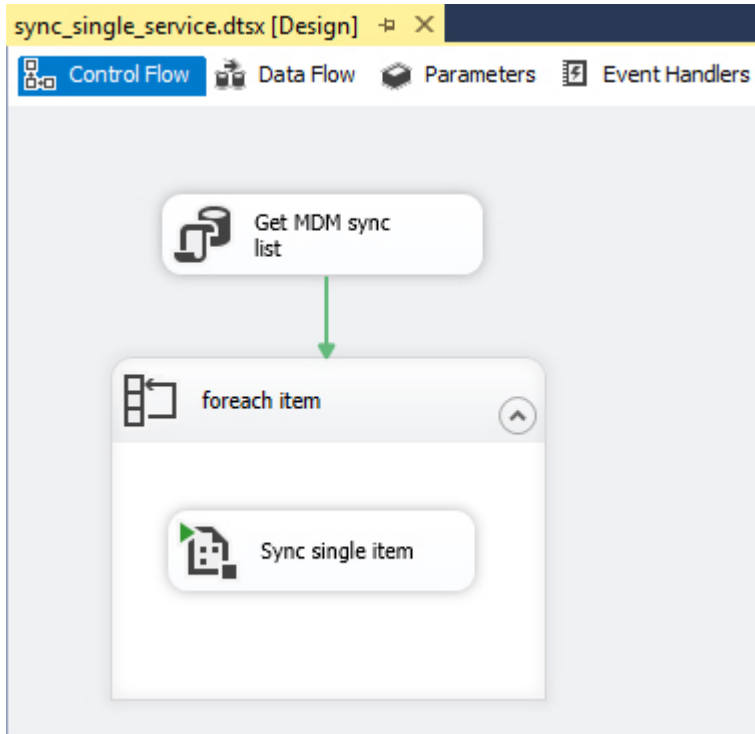 sync_single_service.dtsx [Design]
Control Flow Data Flow Parameters Event Handlers
Get MDM sync
list
foreach item
Sync single item